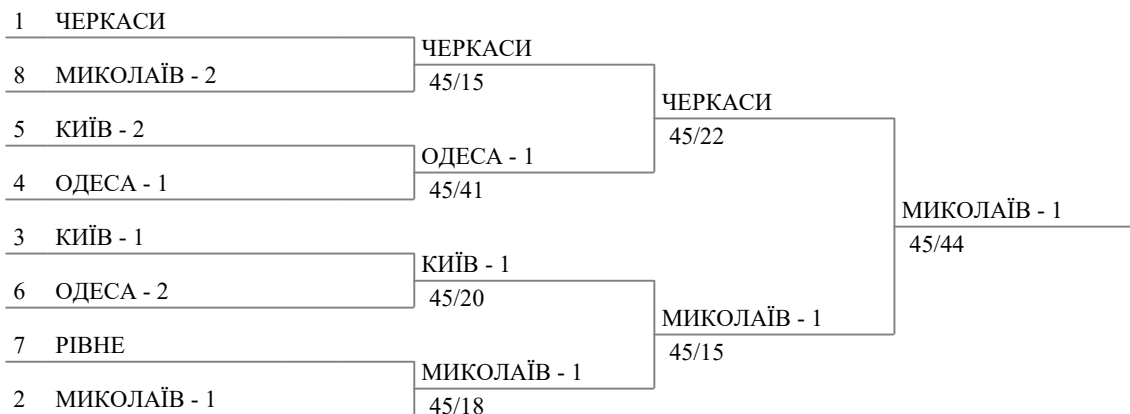 1 ЧЕРКАСИ
ЧЕРКАСИ
8 МИКОЛАЇВ - 2
45/15
ЧЕРКАСИ
5 КИЇВ - 2
45/22
ОДЕСА - 1
4 ОДЕСА - 1
45/41
МИКОЛАЇВ - 1
3 КИЇВ - 1
45/44
КИЇВ - 1
6 ОДЕСА - 2
45/20
МИКОЛАЇВ - 1
7 РІВНЕ
45/15
МИКОЛАЇВ - 1
2 МИКОЛАЇВ - 1
45/18